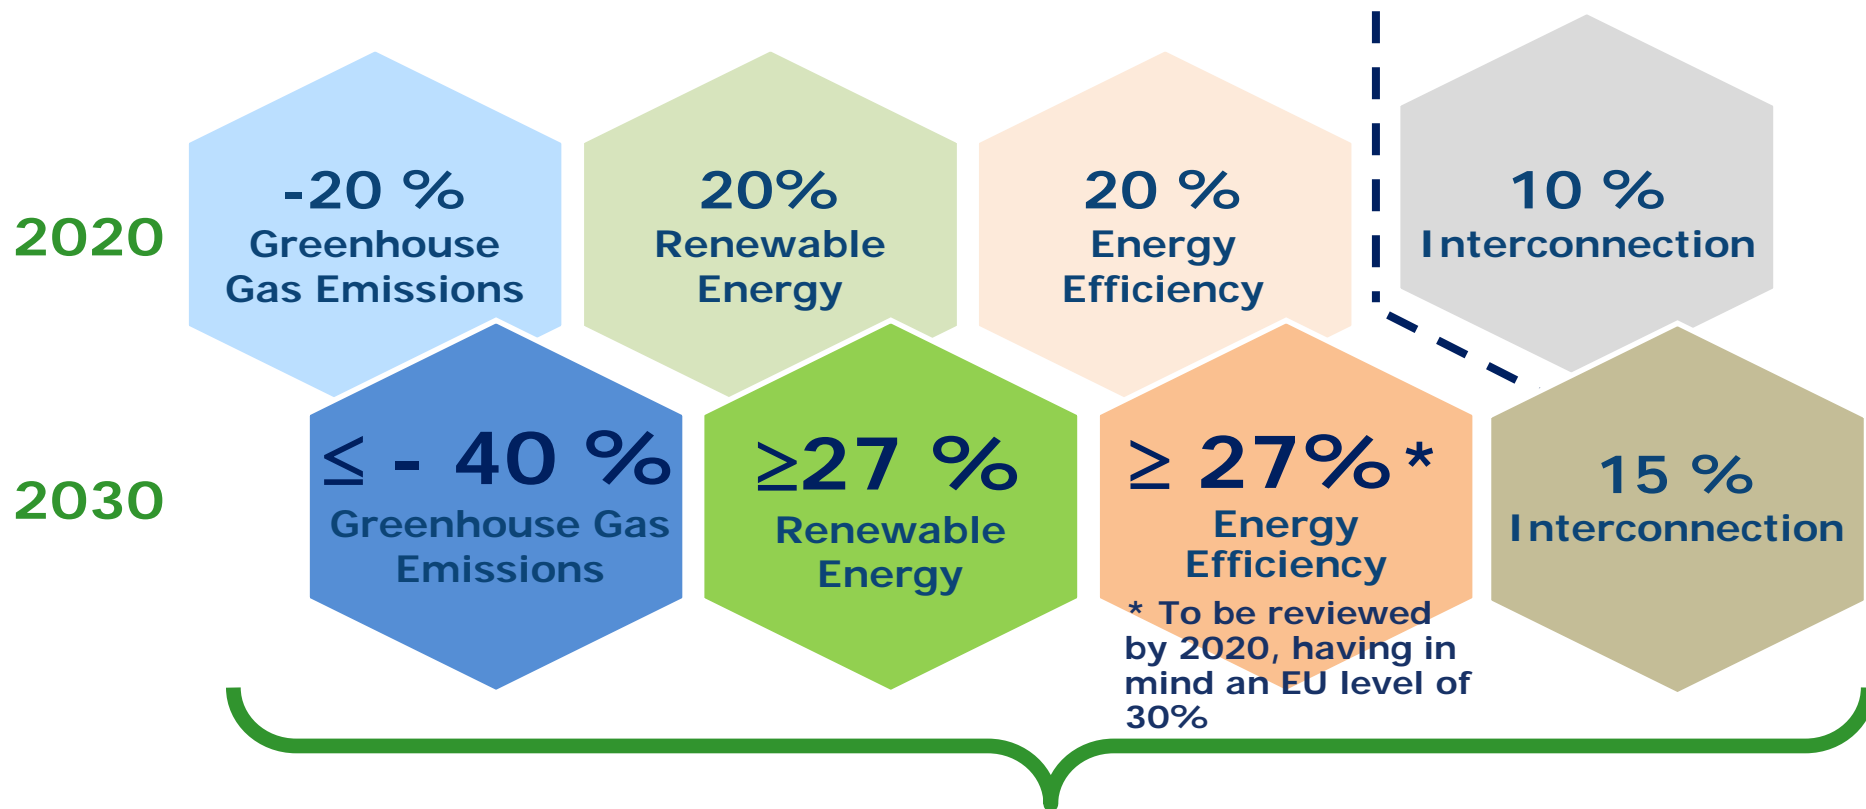 2020
-20 %
Greenhouse
Gas Emissions
20%
Renewable
Energy
20 %
Energy
Efficiency
10 %
Interconnection
2030
≤ - 40 %
Greenhouse Gas
Emissions
≥27 %
Renewable
Energy
≥ 27%*
Energy
Efficiency
* To be reviewed
by 2020, having in
mind an EU level of
30%
15 %
Interconnection